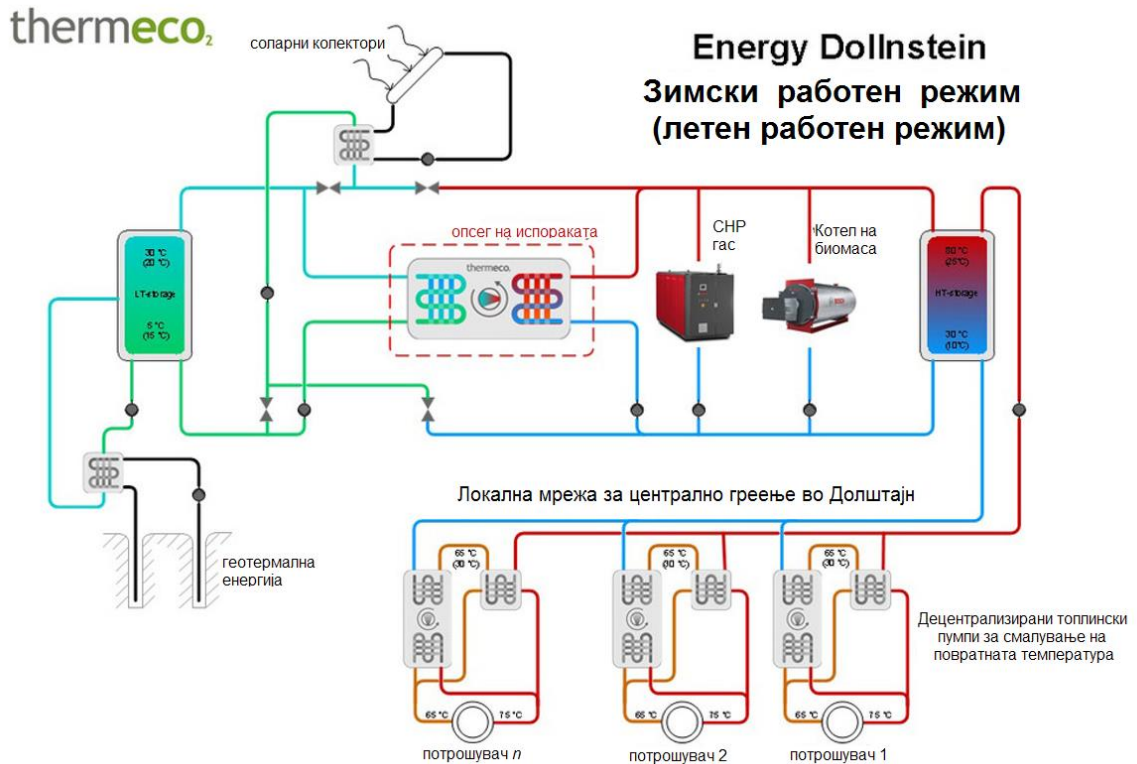 thermeco₂
сопарни колектори
Energy Dollnstein
Зимски работен режим
(летен работен режим)
опсег на испораката
thermeco₂
CHP
гас
Котел на
биомаса
30 °C
(20 °C)
LT-storage
5 °C
(15 °C)
(25°C)
HT-storage
30 °C
(10°C)
Локална мрежа за централно греење во Долштајн
геотермална
енергија
65 °C
(30 °C)
65 °C
65 °C
(30°C)
Децентрализирани топлински
пумпи за смалување на
повратната температура
65 °C
75 °C
65 °C
75 °C
65 °C
75 °C
потрошувач n
потрошувач 2
потрошувач 1